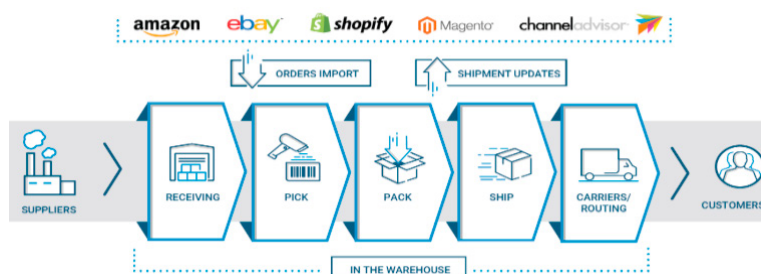 amazon ebay shopify Magento channeladvisor
ORDERS IMPORT SHIPMENT UPDATES
SUPPLIERS RECEIVING PICK PACK SHIP CARRIERS/
ROUTING CUSTOMERS
IN THE WAREHOUSE